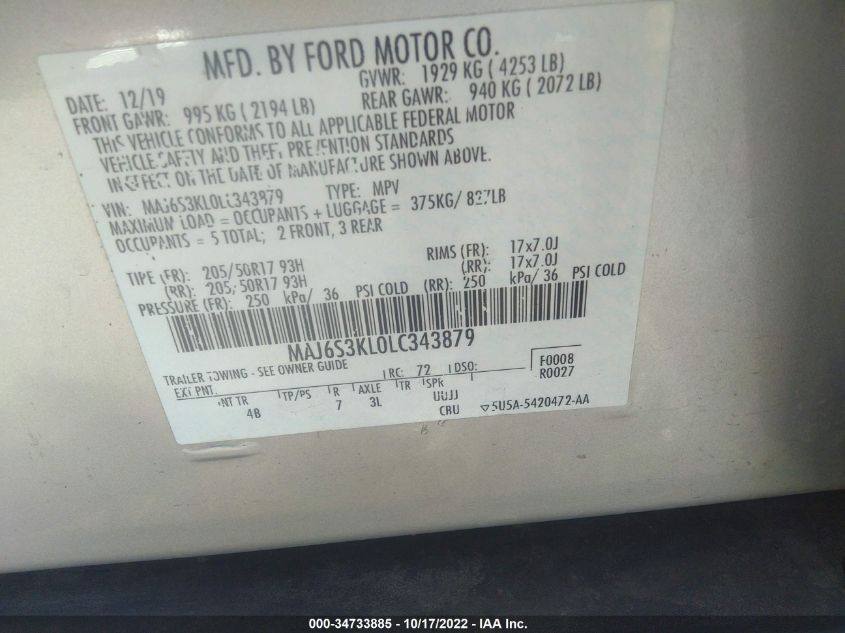 MFD. BY FORD MOTOR CO.
DATE: 12/19 GVWR: 1929 KG ( 4253 LB)
FRONT GAWR: 995 KG ( 2194 LB) REAR GAWR: 940 KG ( 2072 LB)
THIS VEHICLE CONFORMS TO ALL APPLICABLE FEDERAL MOTOR
VEHICLE SAFETY AND THEFT PREVENTION STANDARDS
IN EFFECT ON THE DATE OF MANUFACTURE SHOWN ABOVE.
VIN: MAJ6S3KL0LC343879 TYPE: MPV
MAXIMUM LOAD = OCCUPANTS + LUGGAGE = 375KG/ 827LB
OCCUPANTS = 5 TOTAL; 2 FRONT, 3 REAR
TIPE (FR): 205/50R17 93H RIMS (FR): 17x7.0J
(RR): 205/50R17 93H (RR): 17x7.0J
PRESSURE (FR): 250 kPa/ 36 PSI COLD (RR): 250 kPa/ 36 PSI COLD
MAJ6S3KL0LC343879
TRAILER TOWING - SEE OWNER GUIDE
EXT PNT: RC: 72 DSO: F0008
R0027
INT TR TP/PS R AXLE TR SPR UUJJ
4B 7 3L CRU 5U5A-5420472-AA
000-34733885 - 10/17/2022 - IAA Inc.